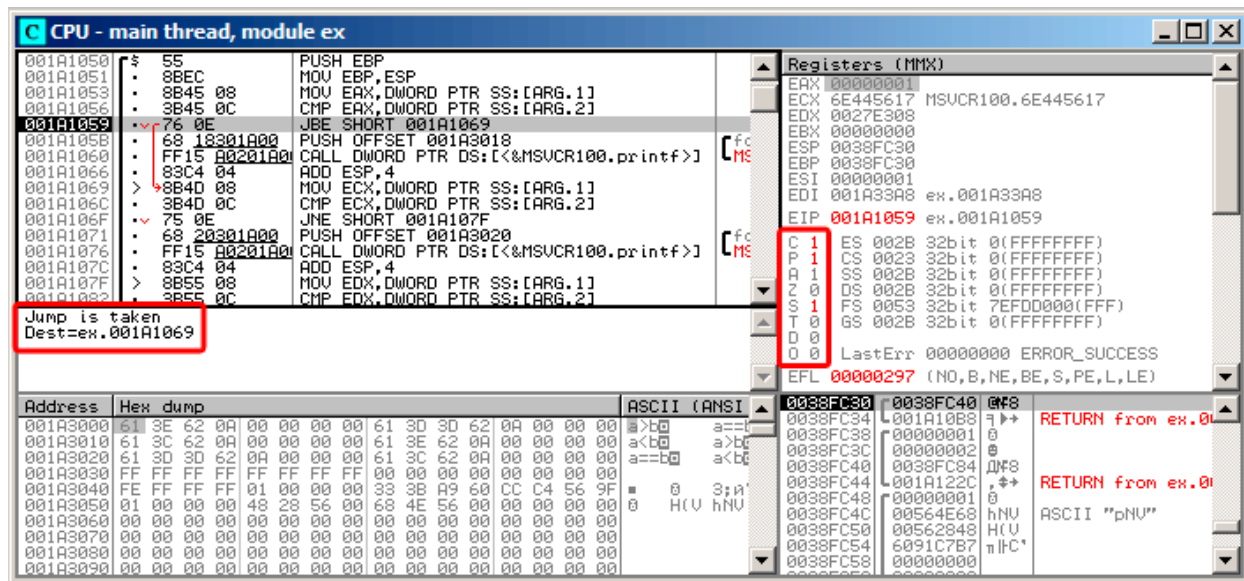 C CPU - main thread, module ex
001A1050 $ 55 PUSH EBP
001A1051 . 8BEC MOV EBP,ESP
001A1053 . 8B45 08 MOV EAX,DWORD PTR SS:[ARG.1]
001A1056 . 3B45 0C CMP EAX,DWORD PTR SS:[ARG.2]
001A1059 . 76 0E JBE SHORT 001A1069
001A105B . 68 18301A00 PUSH OFFSET 001A3018
001A1060 . FF15 A0201A0 CALL DWORD PTR DS:[<&MSVCR100.printf>]
001A1066 . 83C4 04 ADD ESP,4
001A1069 > 8B4D 08 MOV ECX,DWORD PTR SS:[ARG.1]
001A106C . 3B4D 0C CMP ECX,DWORD PTR SS:[ARG.2]
001A106F . 75 0E JNE SHORT 001A107F
001A1071 . 68 20301A00 PUSH OFFSET 001A3020
001A1076 . FF15 A0201A0 CALL DWORD PTR DS:[<&MSVCR100.printf>]
001A107C . 83C4 04 ADD ESP,4
001A107F > 8B55 08 MOV EDX,DWORD PTR SS:[ARG.1]
001A1082 . 3B55 0C CMP EDX,DWORD PTR SS:[ARG.2]
Jump is taken
Dest=ex.001A1069
Registers (MMX)
EAX 00000001
ECX 6E445617 MSVCR100.6E445617
EDX 0027E308
EBX 00000000
ESP 0038FC30
EBP 0038FC30
ESI 00000001
EDI 001A33A8 ex.001A33A8
EIP 001A1059 ex.001A1059
C 1 ES 002B 32bit 0(FFFFFFFF)
P 1 CS 0023 32bit 0(FFFFFFFF)
A 1 SS 002B 32bit 0(FFFFFFFF)
Z 0 DS 002B 32bit 0(FFFFFFFF)
S 1 FS 0053 32bit 7EFDD000(FFF)
T 0 GS 002B 32bit 0(FFFFFFFF)
D 0
O 0 LastErr 00000000 ERROR_SUCCESS
EFL 00000297 (NO,B,NE,BE,S,PE,L,LE)
Address Hex dump ASCII (ANSI
001A3000 61 3E 62 0A 00 00 00 00 61 3D 3D 62 0A 00 00 00 a>b a==
001A3010 61 3C 62 0A 00 00 00 00 61 3E 62 0A 00 00 00 00 a<b a>b
001A3020 61 3D 3D 62 0A 00 00 00 61 3C 62 0A 00 00 00 00 a==b a<b
001A3030 FF FF FF FF FF FF FF FF 00 00 00 00 00 00 00 00
001A3040 FE FF FF FF 01 00 00 00 33 3B A9 60 CC C4 56 9F
001A3050 01 00 00 00 48 28 56 00 68 4E 56 00 00 00 00 00 H(V hNV
001A3060 00 00 00 00 00 00 00 00 00 00 00 00 00 00 00 00
001A3070 00 00 00 00 00 00 00 00 00 00 00 00 00 00 00 00
001A3080 00 00 00 00 00 00 00 00 00 00 00 00 00 00 00 00
001A3090 00 00 00 00 00 00 00 00 00 00 00 00 00 00 00 00
0038FC30 0038FC40
0038FC34 001A10B8 RETURN from ex.0
0038FC38 00000001
0038FC3C 00000002
0038FC40 0038FC84
0038FC44 001A122C RETURN from ex.0
0038FC48 00000001
0038FC4C 00564E68 hNV ASCII "pNV"
0038FC50 00562848 H(V
0038FC54 6091C7B7
0038FC58 00000000